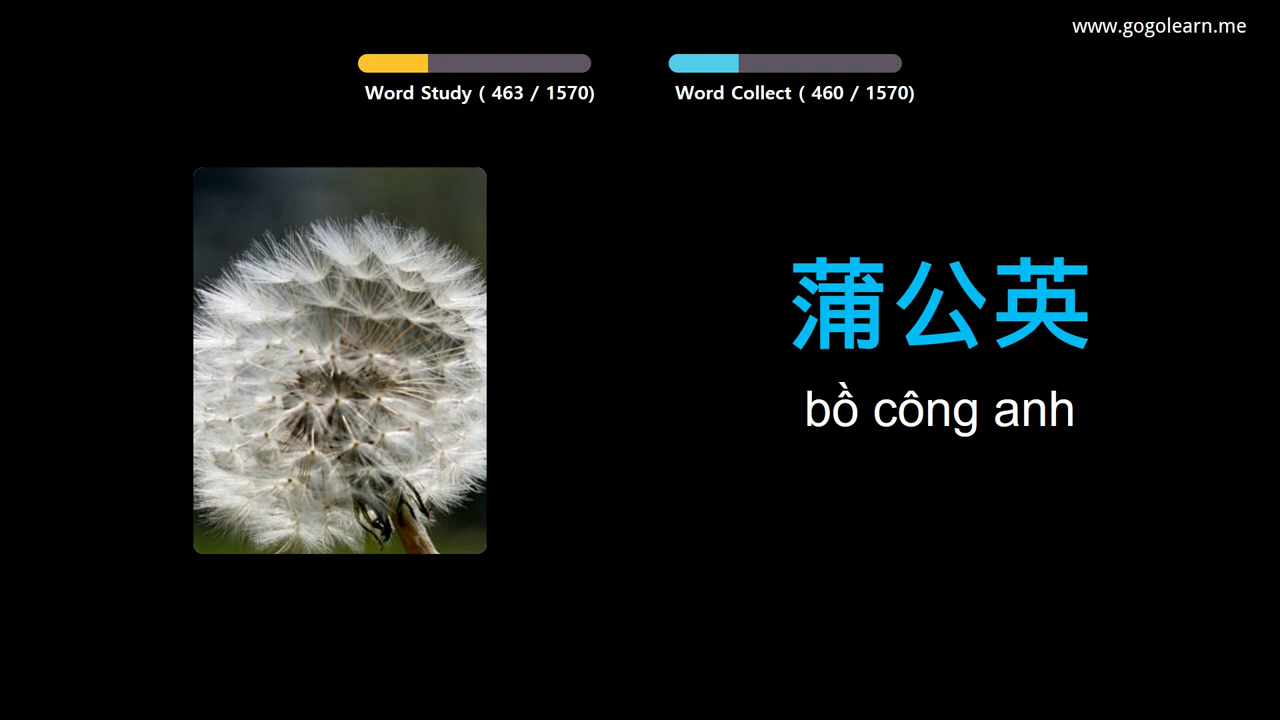 www.gogolearn.me
Word Study ( 463 / 1570)
Word Collect ( 460 / 1570)
蒲公英
bồ công anh